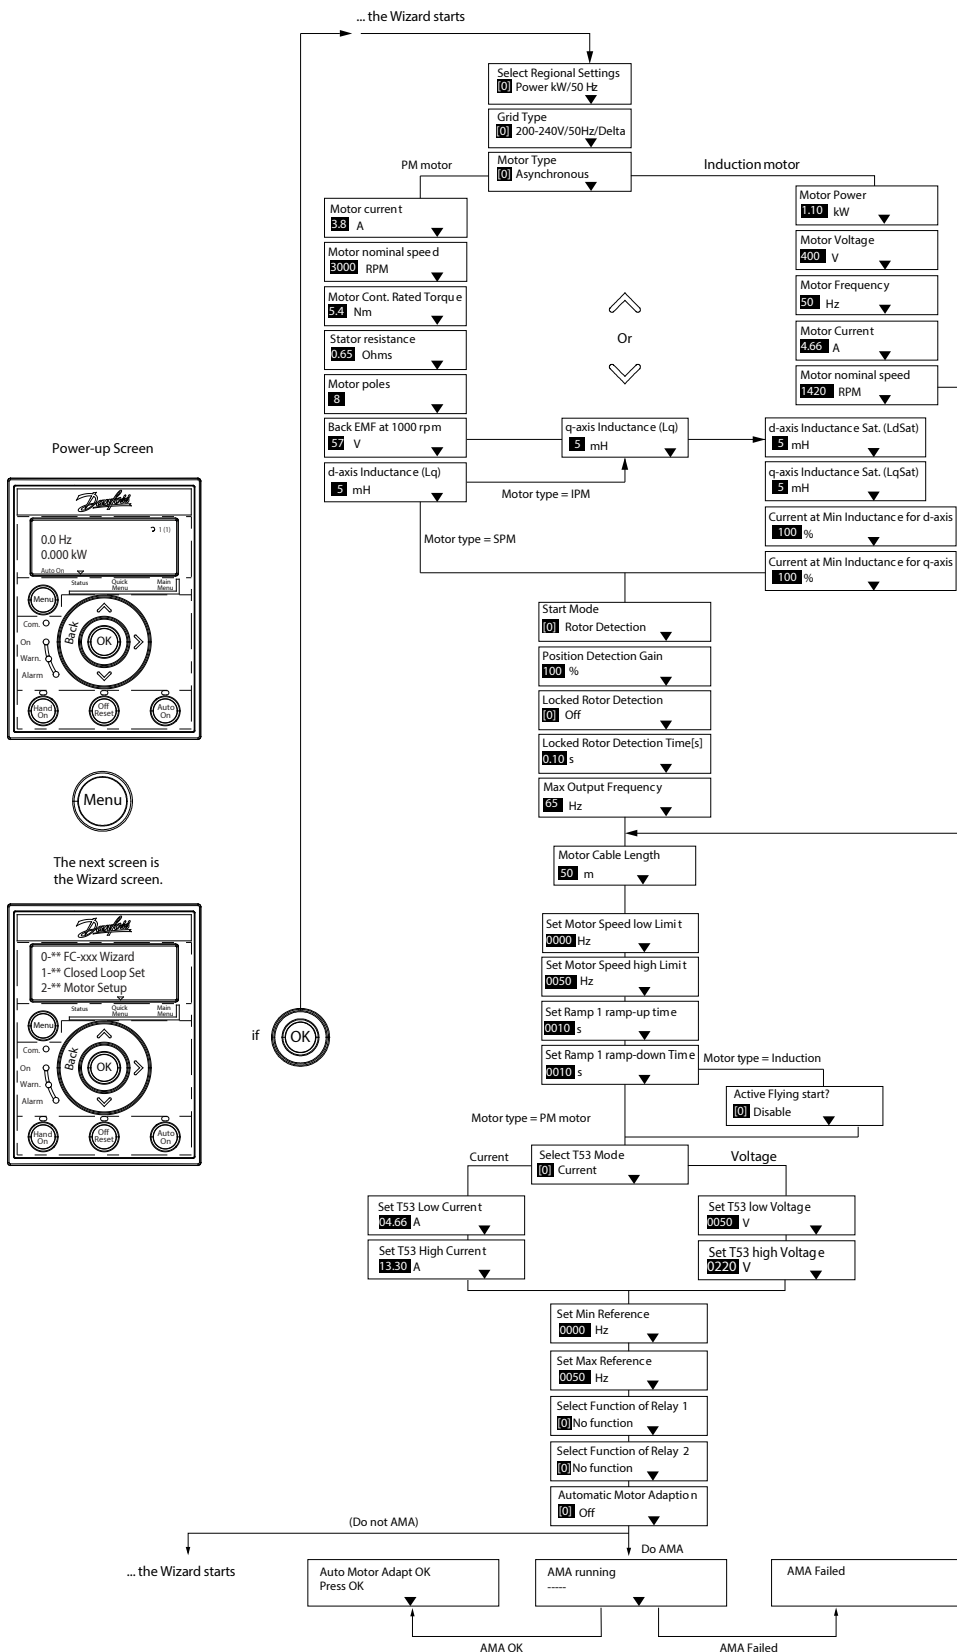 ... the Wizard starts
Select Regional Settings
[0] Power kW/50 Hz
Grid Type
[0] 200-240V/50Hz/Delta
Motor Type
[0] Asynchronous
PM motor
Induction motor
Motor current
3.8 A
Motor nominal speed
3000 RPM
Motor Cont. Rated Torque
5.4 Nm
Stator resistance
0.65 Ohms
Motor poles
8
Back EMF at 1000 rpm
57 V
d-axis Inductance (Lq)
5 mH
Or
Motor Power
1.10 kW
Motor Voltage
400 V
Motor Frequency
50 Hz
Motor Current
4.66 A
Motor nominal speed
1420 RPM
q-axis Inductance (Lq)
5 mH
d-axis Inductance Sat. (LdSat)
5 mH
q-axis Inductance Sat. (LqSat)
5 mH
Current at Min Inductance for d-axis
100 %
Current at Min Inductance for q-axis
100 %
Motor type = IPM
Motor type = SPM
Power-up Screen
Danfoss
1 (1)
0.0 Hz
0.000 kW
Auto On
Status
Quick Menu
Main Menu
Menu
Com.
On
Warn.
Alarm
Back
OK
Hand On
Off Reset
Auto On
Menu
The next screen is
the Wizard screen.
Danfoss
0-** FC-xxx Wizard
1-** Closed Loop Set
2-** Motor Setup
Status
Quick Menu
Main Menu
Menu
Com.
On
Warn.
Alarm
Back
OK
Hand On
Off Reset
Auto On
if
OK
Start Mode
[0] Rotor Detection
Position Detection Gain
100 %
Locked Rotor Detection
[0] Off
Locked Rotor Detection Time[s]
0.10 s
Max Output Frequency
65 Hz
Motor Cable Length
50 m
Set Motor Speed low Limit
0000 Hz
Set Motor Speed high Limit
0050 Hz
Set Ramp 1 ramp-up time
0010 s
Set Ramp 1 ramp-down Time
0010 s
Motor type = Induction
Active Flying start?
[0] Disable
Motor type = PM motor
Select T53 Mode
[0] Current
Current
Voltage
Set T53 Low Current
04.66 A
Set T53 High Current
13.30 A
Set T53 low Voltage
0050 V
Set T53 high Voltage
0220 V
Set Min Reference
0000 Hz
Set Max Reference
0050 Hz
Select Function of Relay 1
[0] No function
Select Function of Relay 2
[0] No function
Automatic Motor Adaption
[0] Off
(Do not AMA)
Do AMA
... the Wizard starts
Auto Motor Adapt OK
Press OK
AMA running
-----
AMA Failed
AMA OK
AMA Failed